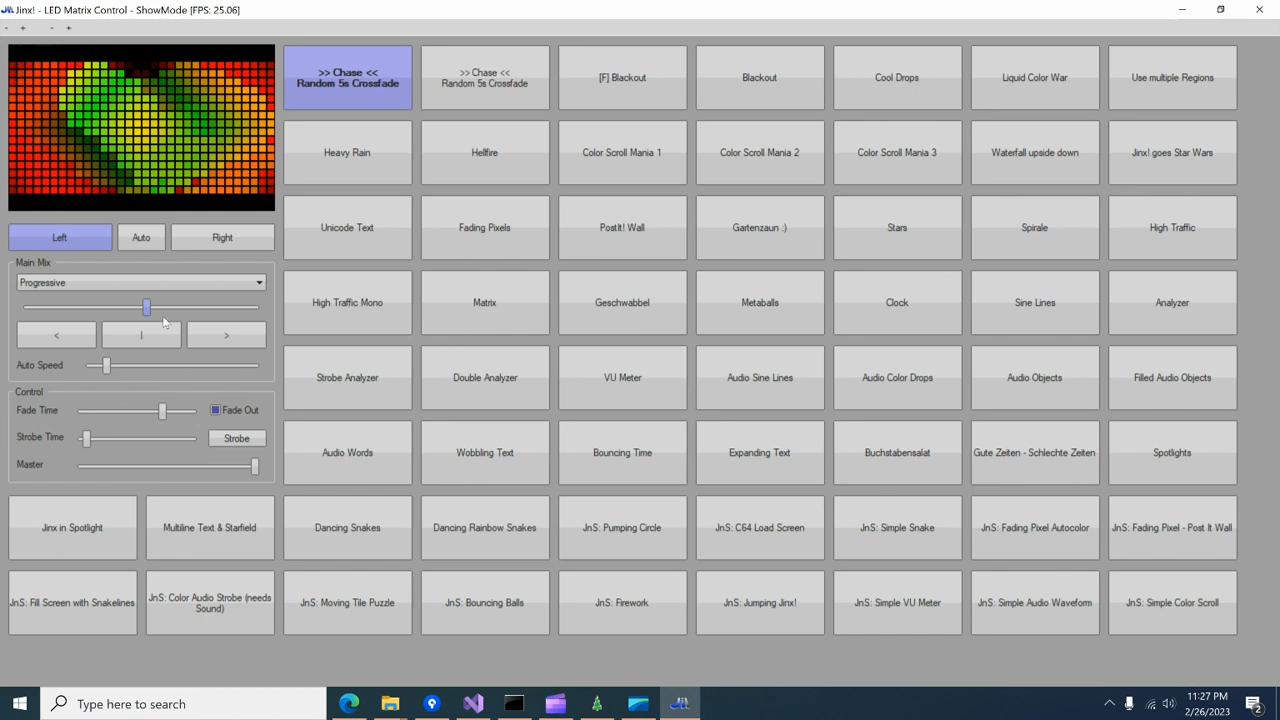 Jinx! - LED Matrix Control - ShowMode [FPS: 25.06]
- + - +
>> Chase <<
Random 5s Crossfade
>> Chase <<
Random 5s Crossfade
[F] Blackout
Blackout
Cool Drops
Liquid Color War
Use multiple Regions
Heavy Rain
Hellfire
Color Scroll Mania 1
Color Scroll Mania 2
Color Scroll Mania 3
Waterfall upside down
Jinx! goes Star Wars
Left
Auto
Right
Unicode Text
Fading Pixels
PostIt! Wall
Gartenzaun :)
Stars
Spirale
High Traffic
Main Mix
Progressive
<
|
>
Auto Speed
High Traffic Mono
Matrix
Geschwabbel
Metaballs
Clock
Sine Lines
Analyzer
Strobe Analyzer
Double Analyzer
VU Meter
Audio Sine Lines
Audio Color Drops
Audio Objects
Filled Audio Objects
Control
Fade Time
Fade Out
Strobe Time
Strobe
Master
Audio Words
Wobbling Text
Bouncing Time
Expanding Text
Buchstabensalat
Gute Zeiten - Schlechte Zeiten
Spotlights
Jinx in Spotlight
Multiline Text & Starfield
Dancing Snakes
Dancing Rainbow Snakes
JnS: Pumping Circle
JnS: C64 Load Screen
JnS: Simple Snake
JnS: Fading Pixel Autocolor
JnS: Fading Pixel - Post It Wall
JnS: Fill Screen with Snakelines
JnS: Color Audio Strobe (needs
Sound)
JnS: Moving Tile Puzzle
JnS: Bouncing Balls
JnS: Firework
JnS: Jumping Jinx!
JnS: Simple VU Meter
JnS: Simple Audio Waveform
JnS: Simple Color Scroll
Type here to search
11:27 PM
2/26/2023
2